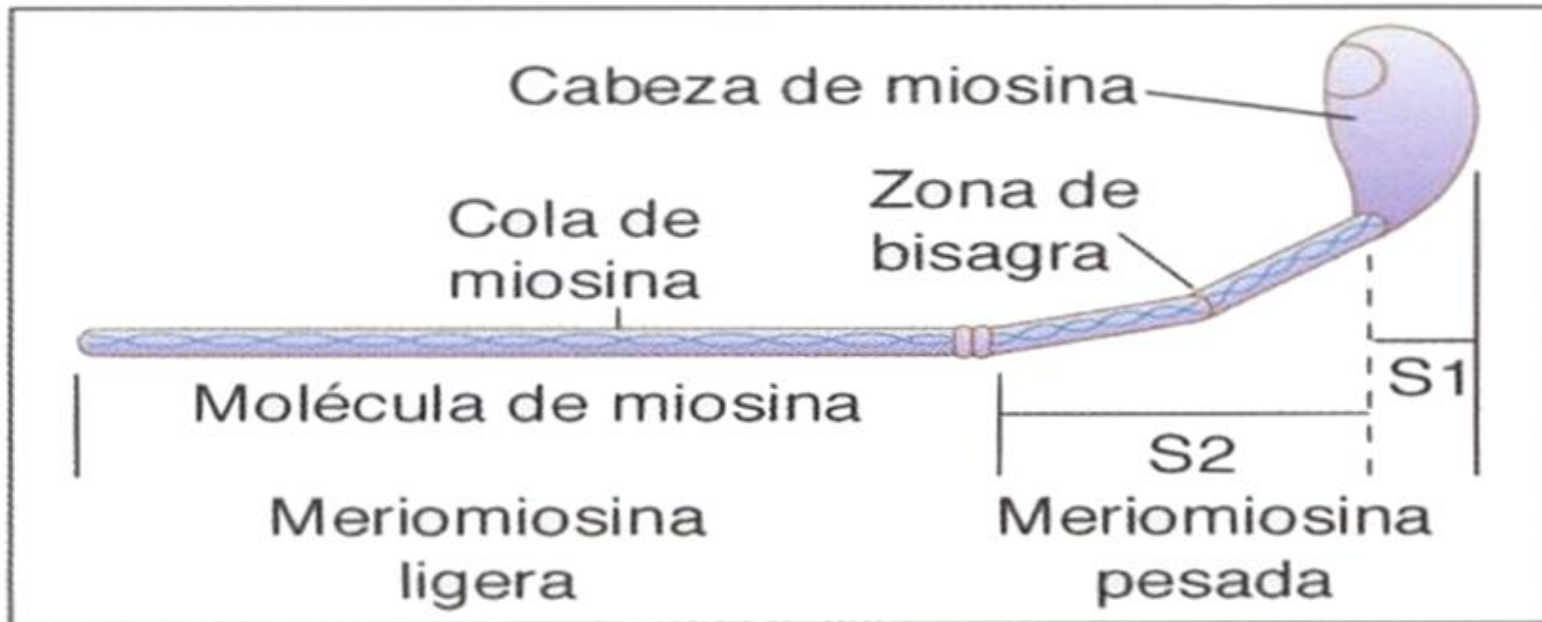 Cabeza de miosina
Zona de
bisagra
Cola de
miosina
Molécula de miosina
S1
S2
Meriomiosina
ligera
Meriomiosina
pesada